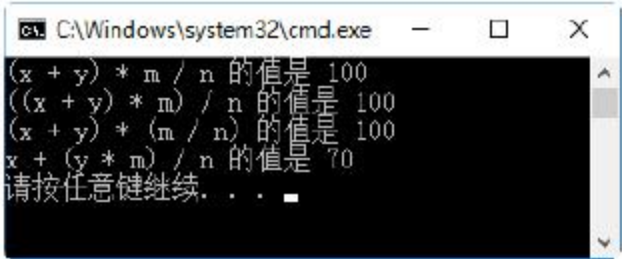 C:\Windows\system32\cmd.exe
(x + y) * m / n 的值是 100
((x + y) * m) / n 的值是 100
(x + y) * (m / n) 的值是 100
x + (y * m) / n 的值是 70
请按任意键继续. . .